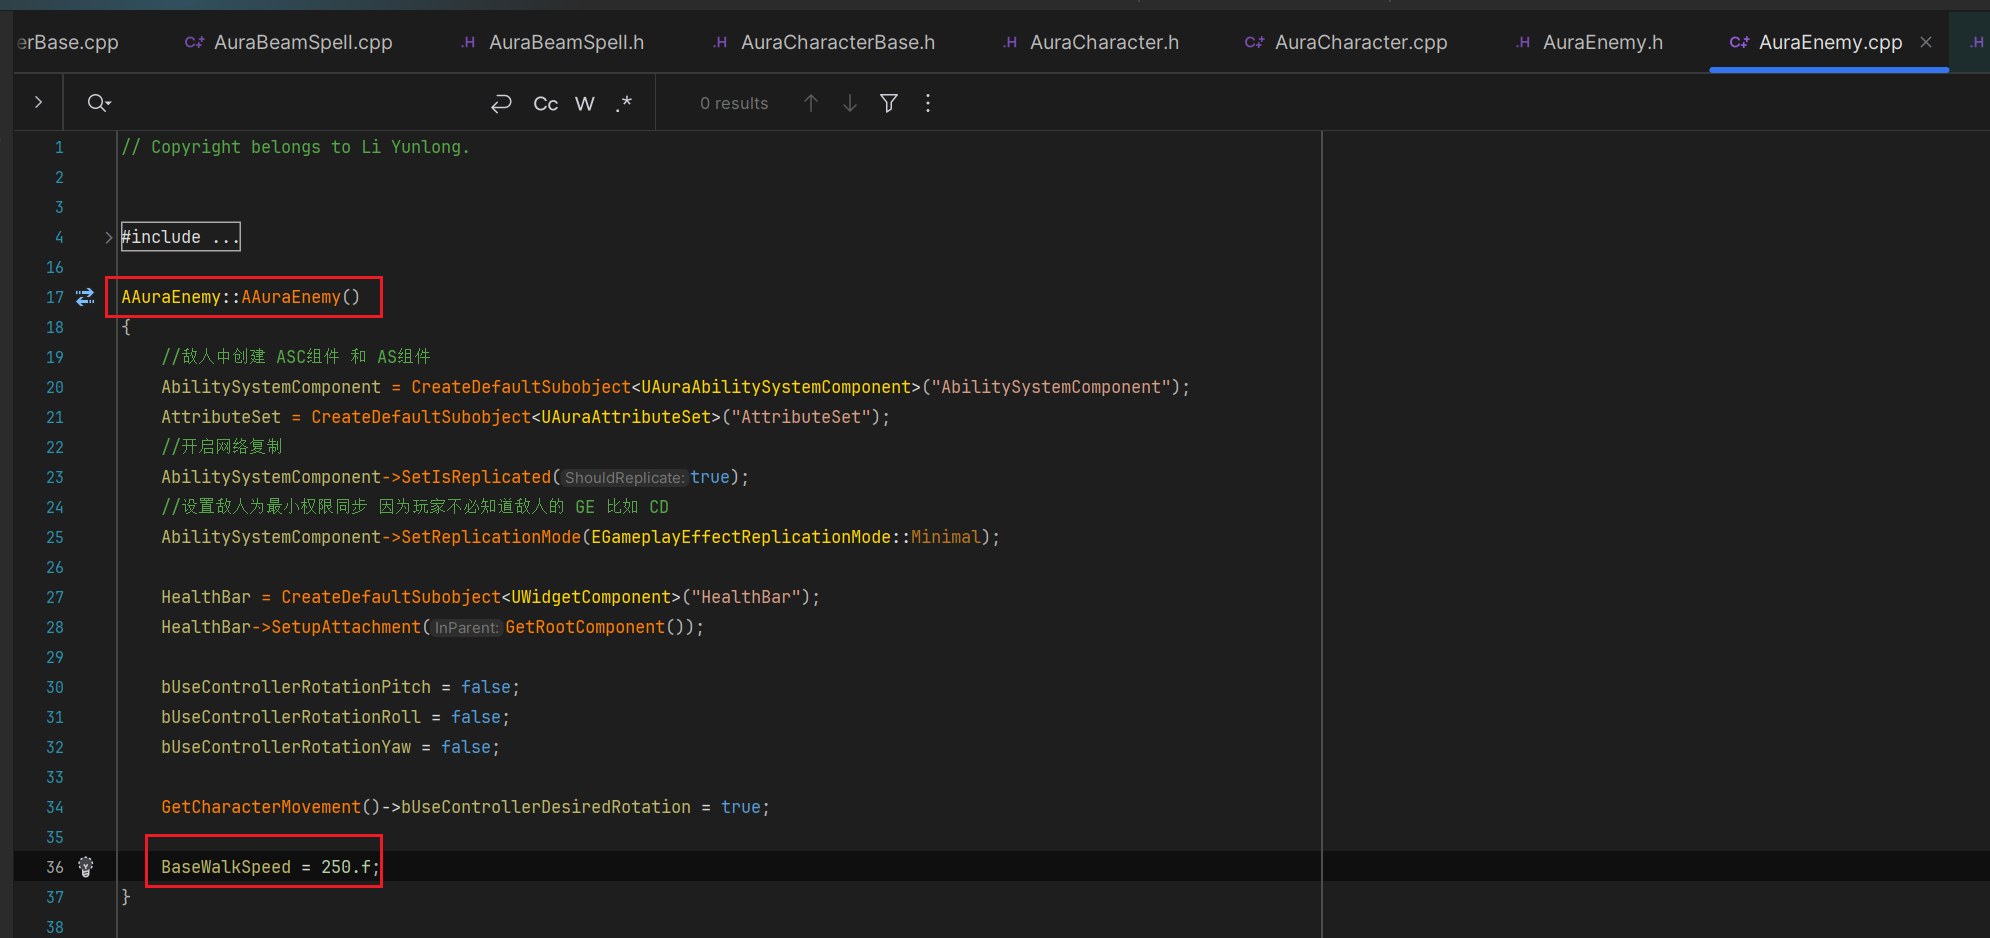 erBase.cpp C++ AuraBeamSpell.cpp .H AuraBeamSpell.h .H AuraCharacterBase.h .H AuraCharacter.h C++ AuraCharacter.cpp .H AuraEnemy.h C++ AuraEnemy.cpp × .H
Cc W .* 0 results
1 // Copyright belongs to Li Yunlong.
2
3
4 #include ...
16
17 AAuraEnemy::AAuraEnemy()
18 {
19 //敌人中创建 ASC组件 和 AS组件
20 AbilitySystemComponent = CreateDefaultSubobject<UAuraAbilitySystemComponent>("AbilitySystemComponent");
21 AttributeSet = CreateDefaultSubobject<UAuraAttributeSet>("AttributeSet");
22 //开启网络复制
23 AbilitySystemComponent->SetIsReplicated(ShouldReplicate: true);
24 //设置敌人为最小权限同步 因为玩家不必知道敌人的 GE 比如 CD
25 AbilitySystemComponent->SetReplicationMode(EGameplayEffectReplicationMode::Minimal);
26
27 HealthBar = CreateDefaultSubobject<UWidgetComponent>("HealthBar");
28 HealthBar->SetupAttachment(InParent: GetRootComponent());
29
30 bUseControllerRotationPitch = false;
31 bUseControllerRotationRoll = false;
32 bUseControllerRotationYaw = false;
33
34 GetCharacterMovement()->bUseControllerDesiredRotation = true;
35
36 BaseWalkSpeed = 250.f;
37 }
38